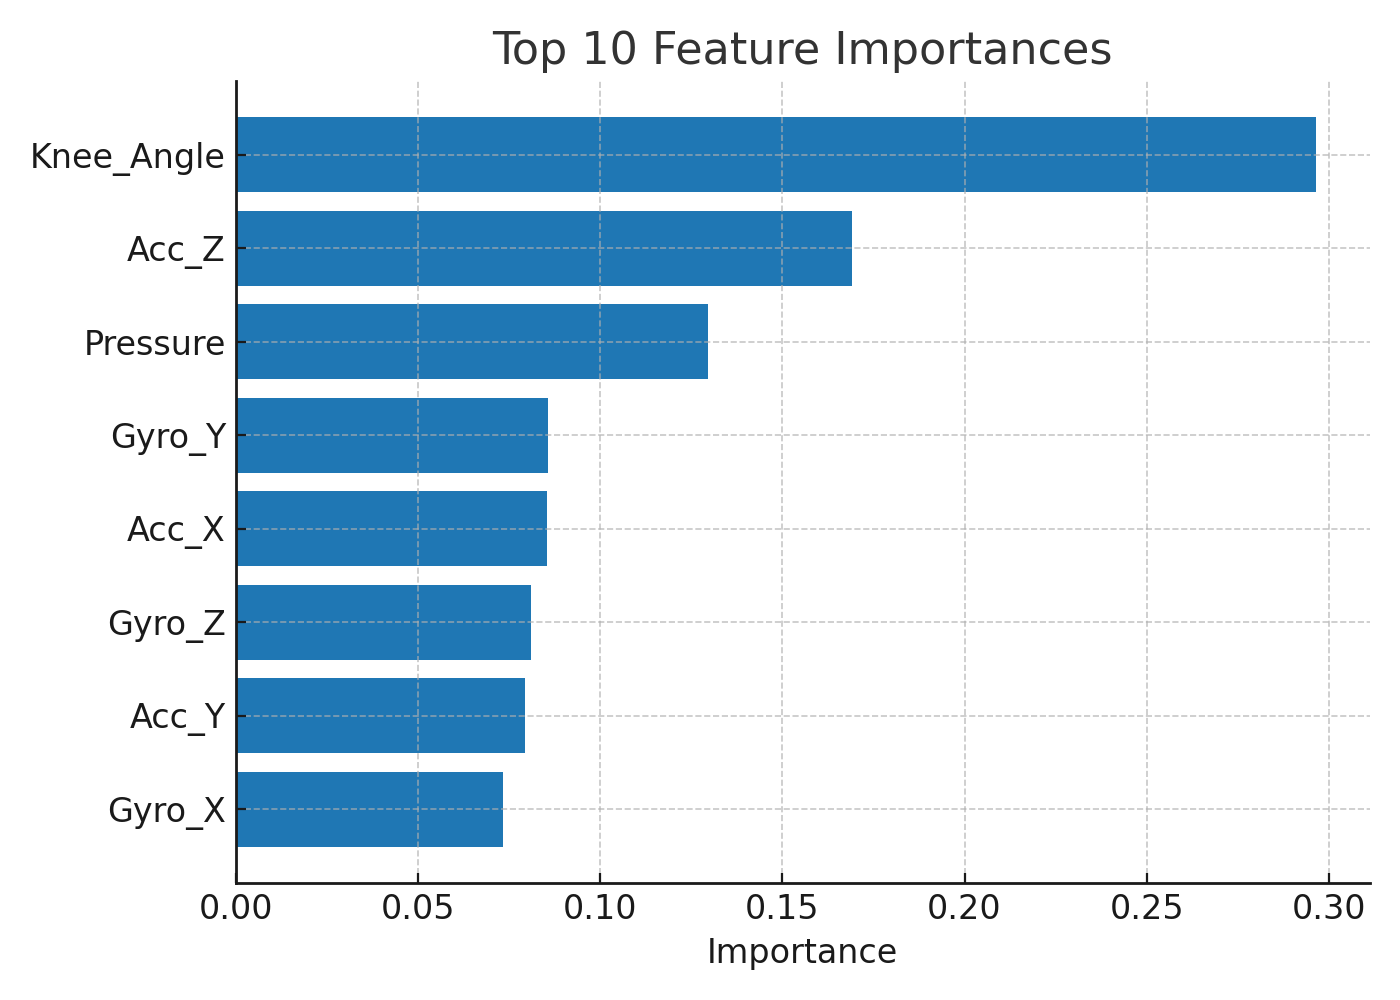 Top 10 Feature Importances
Knee_Angle
Acc_Z
Pressure
Gyro_Y
Acc_X
Gyro_Z
Acc_Y
Gyro_X
0.00 0.05 0.10 0.15 0.20 0.25 0.30
Importance